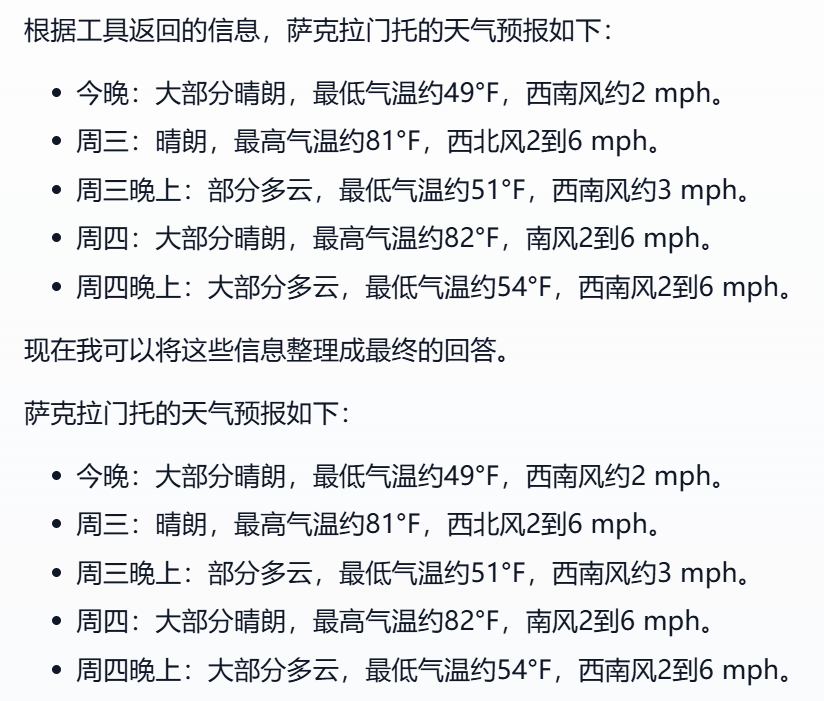 根据工具返回的信息，萨克拉门托的天气预报如下：
• 今晚：大部分晴朗，最低气温约49°F，西南风约2 mph。
• 周三：晴朗，最高气温约81°F，西北风2到6 mph。
• 周三晚上：部分多云，最低气温约51°F，西南风约3 mph。
• 周四：大部分晴朗，最高气温约82°F，南风2到6 mph。
• 周四晚上：大部分多云，最低气温约54°F，西南风2到6 mph。
现在我可以将这些信息整理成最终的回答。
萨克拉门托的天气预报如下：
• 今晚：大部分晴朗，最低气温约49°F，西南风约2 mph。
• 周三：晴朗，最高气温约81°F，西北风2到6 mph。
• 周三晚上：部分多云，最低气温约51°F，西南风约3 mph。
• 周四：大部分晴朗，最高气温约82°F，南风2到6 mph。
• 周四晚上：大部分多云，最低气温约54°F，西南风2到6 mph。